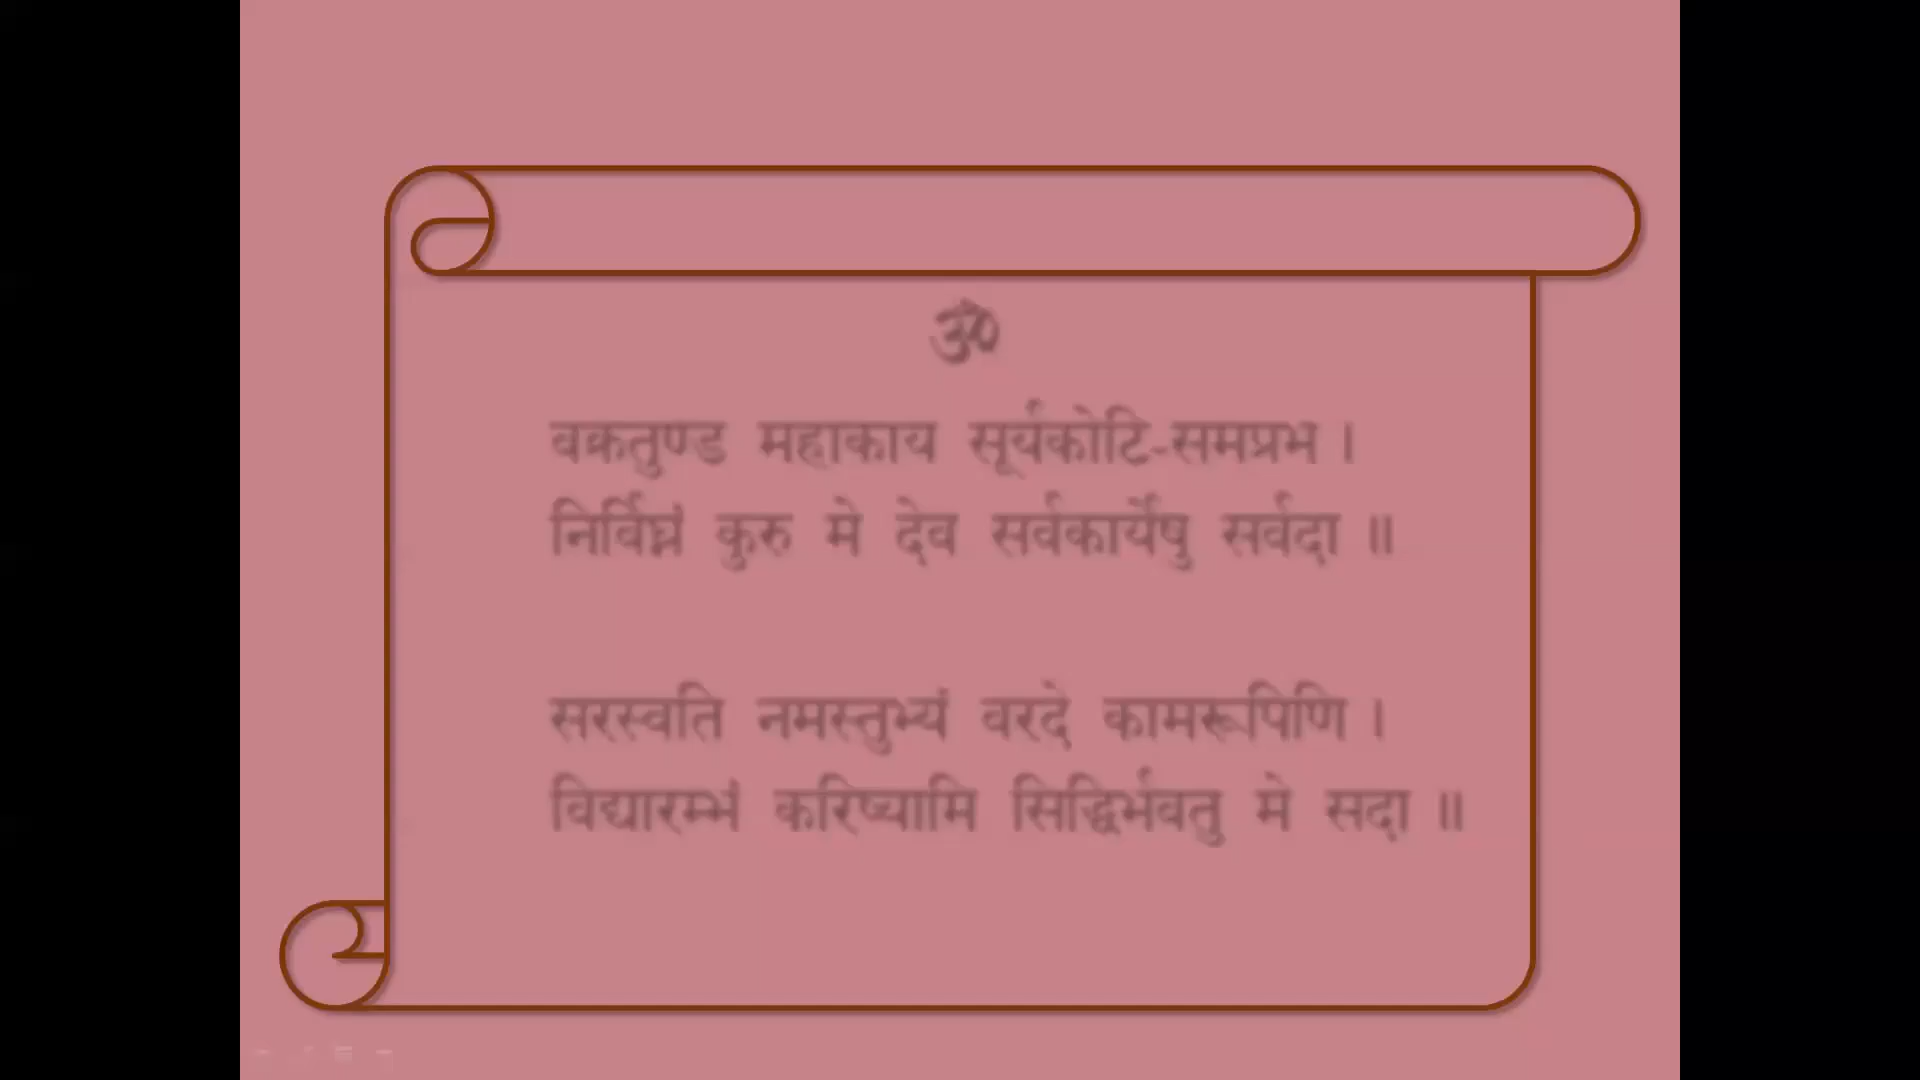 ॐ
वक्रतुण्ड महाकाय सूर्यकोटि-समप्रभ ।
निर्विघ्नं कुरु मे देव सर्वकार्येषु सर्वदा ॥
सरस्वति नमस्तुभ्यं वरदे कामरूपिणि ।
विद्यारम्भं करिष्यामि सिद्धिर्भवतु मे सदा ॥